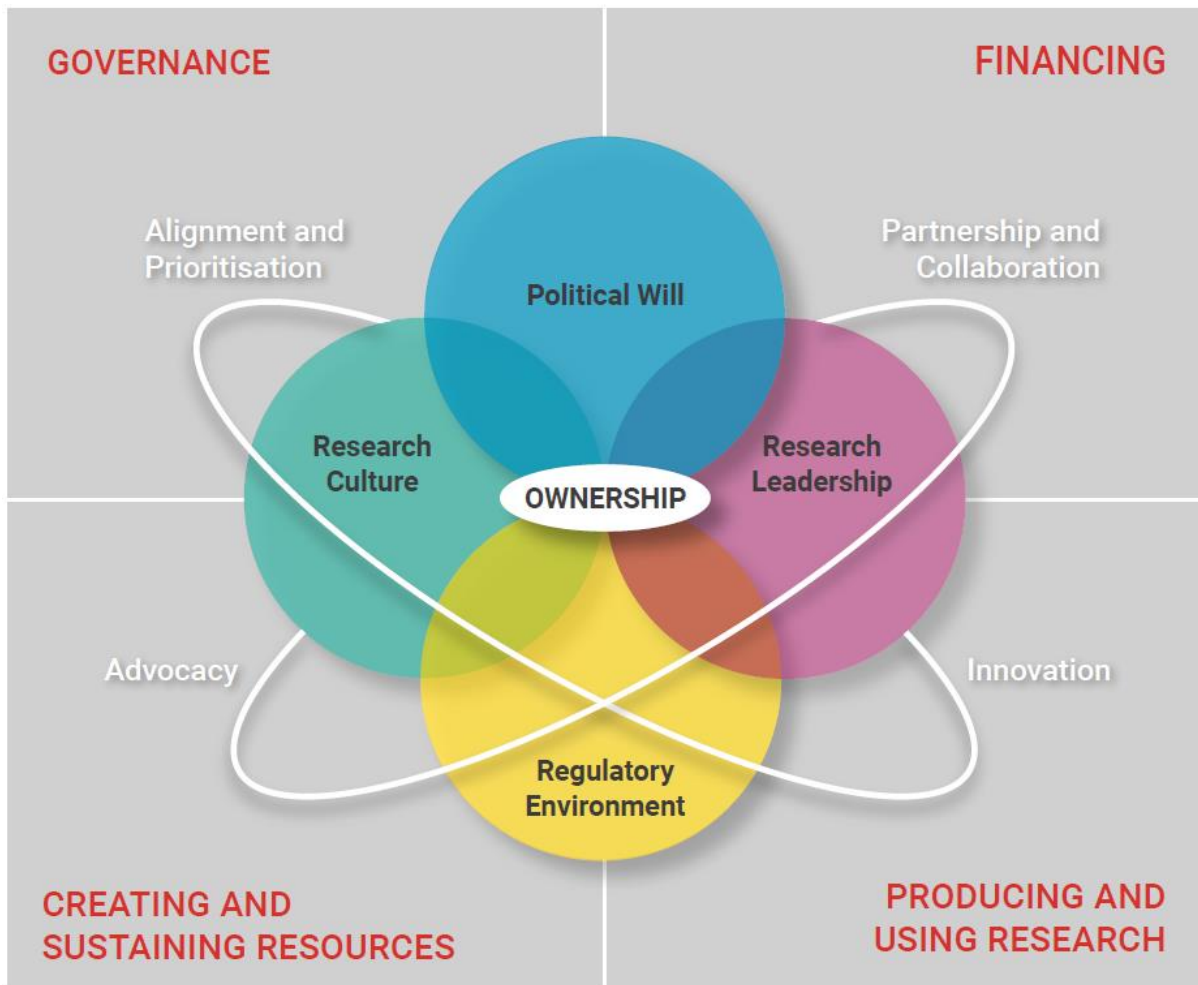 GOVERNANCE
FINANCING
Alignment and
Prioritisation
Partnership and
Collaboration
Political Will
Research
Culture
Research
Leadership
OWNERSHIP
Advocacy
Innovation
Regulatory
Environment
CREATING AND
SUSTAINING RESOURCES
PRODUCING AND
USING RESEARCH